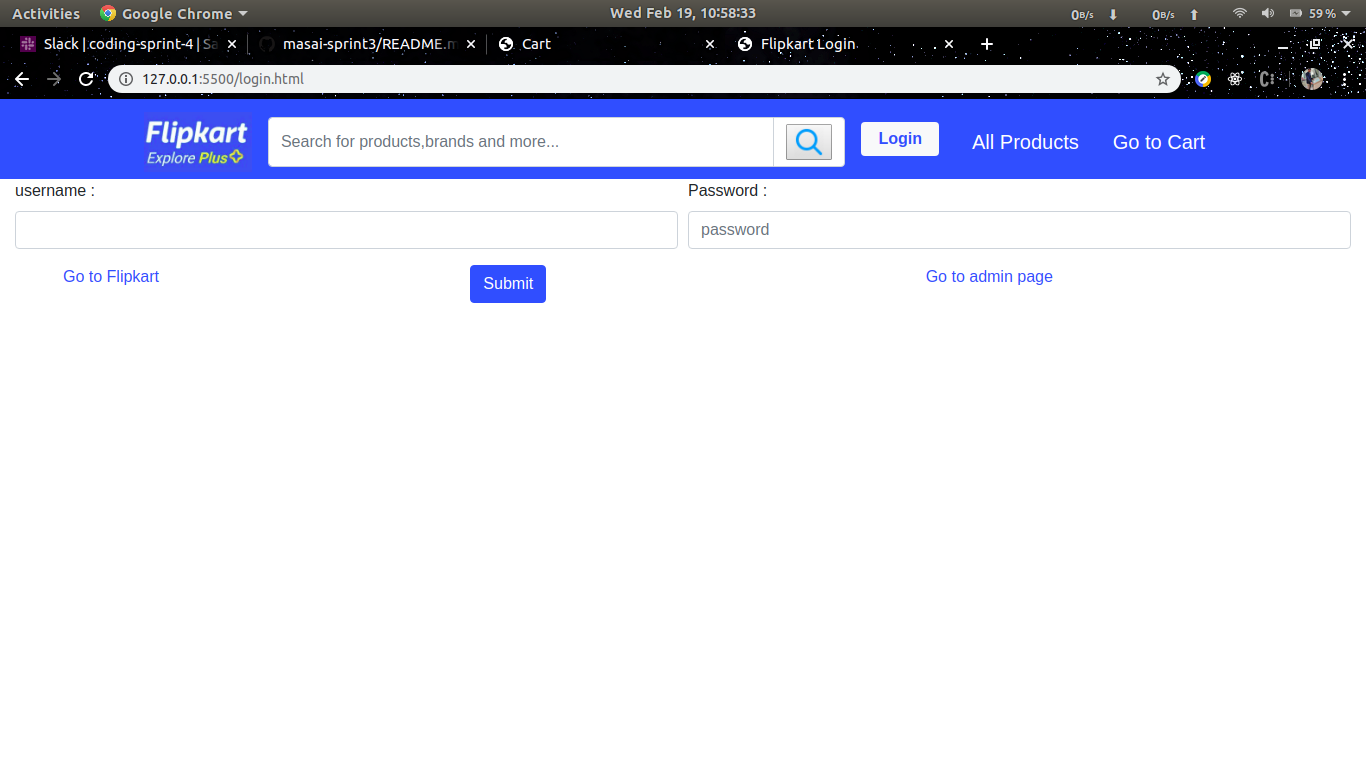 Activities Google Chrome Wed Feb 19, 10:58:33 0B/s 0B/s 59%
Slack | coding-sprint-4 | Sa masai-sprint3/README.m Cart Flipkart Login
127.0.0.1:5500/login.html
Flipkart
Explore Plus
Search for products,brands and more...
Login All Products Go to Cart
username : Password :
password
Go to Flipkart Submit Go to admin page